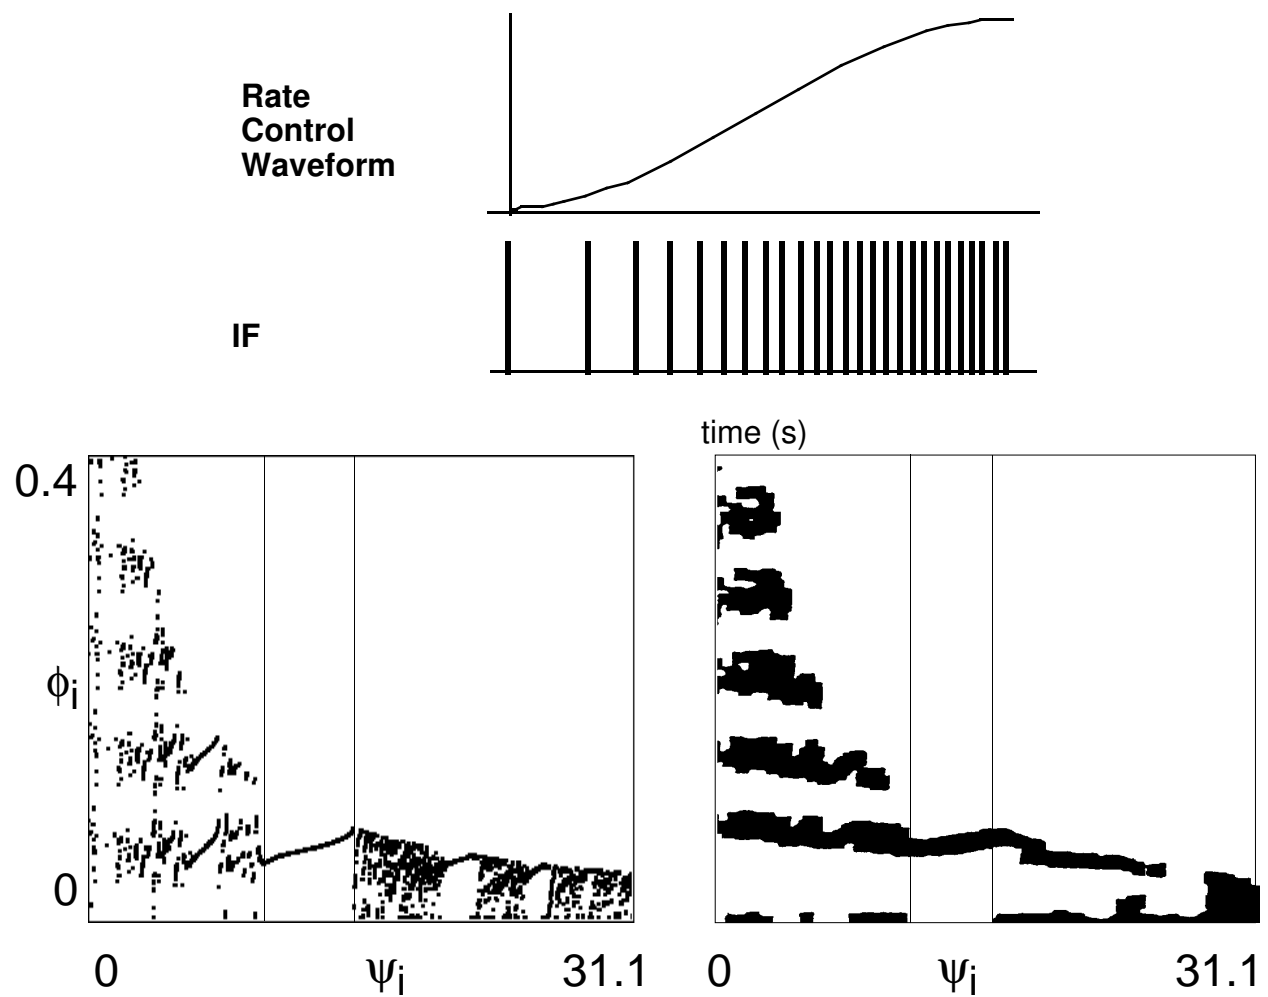 Rate
Control
Waveform
IF
time (s)
0.4
ϕi
0
0 ψi 31.1
0 ψi 31.1